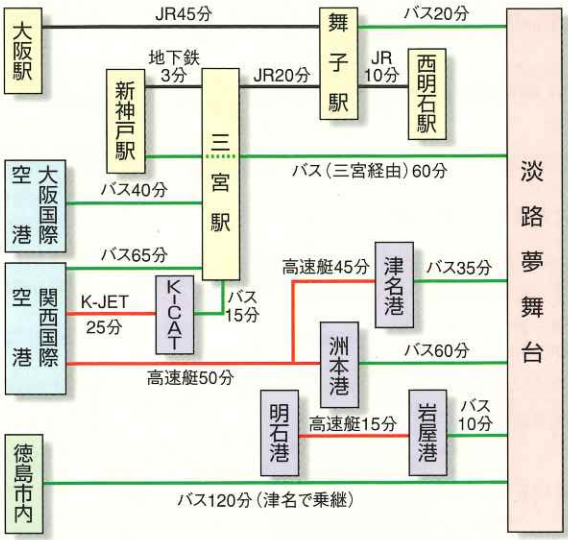 大阪駅
JR45分
舞子駅
バス20分
地下鉄
3分
新神戸駅
三宮駅
JR20分
JR
10分
西明石駅
バス(三宮経由)60分
大阪国際
空港
バス40分
関西国際
空港
バス65分
K-JET
25分
KICAT
バス
15分
高速艇45分
津名港
バス35分
高速艇50分
洲本港
バス60分
明石港
高速艇15分
岩屋港
バス
10分
徳島市内
バス120分(津名で乗継)
淡路夢舞台